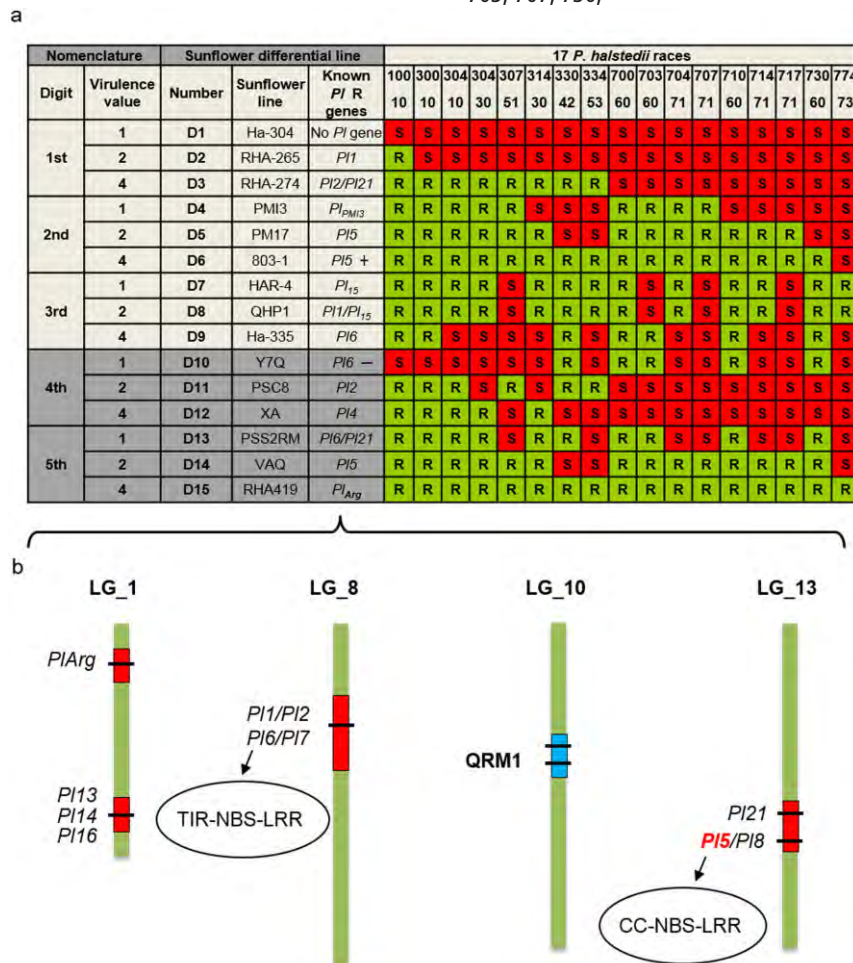 a
Nomenclature Sunflower differential line 17 P. halstedii races
Digit Virulence value Number Sunflower line Known Pl R genes 100 300 304 304 307 314 330 334 700 703 704 707 710 714 717 730 774
10 10 10 30 51 30 42 53 60 60 71 71 60 71 71 60 73
1st 1 D1 Ha-304 No Pl gene S S S S S S S S S S S S S S S S S
2 D2 RHA-265 Pl1 R S S S S S S S S S S S S S S S S
4 D3 RHA-274 Pl2/Pl21 R R R R R R R R S S S S S S S S S
2nd 1 D4 PMI3 PlPMI3 R R R R R S S S R R R R S S S S S
2 D5 PM17 Pl5 R R R R R R S S R R R R R R R S S
4 D6 803-1 Pl5 + R R R R R R R R R R R R R R R R S
3rd 1 D7 HAR-4 Pl15 R R R R S R R R R S R S R R S R R
2 D8 QHP1 Pl1/Pl15 R R R R S R R R R S R S R R S R R
4 D9 Ha-335 Pl6 R R S S S S R S R R S S R S S R S
4th 1 D10 Y7Q Pl6 – S S S S S S R S R R S S R S S R S
2 D11 PSC8 Pl2 R R R S R S R R S S S S S S S S S
4 D12 XA Pl4 R R R R S R S S S S S S S S S S S
5th 1 D13 PSS2RM Pl6/Pl21 R R R R S R R S R R S S R S S R S
2 D14 VAQ Pl5 R R R R R R S S R R R R R R R R S
4 D15 RHA419 PlArg R R R R R R R R R R R R R R R R R
b
LG_1 LG_8 LG_10 LG_13
PlArg
Pl1/Pl2
Pl6/Pl7
QRM1
Pl13
Pl14
Pl16
TIR-NBS-LRR
Pl21
Pl5/Pl8
CC-NBS-LRR